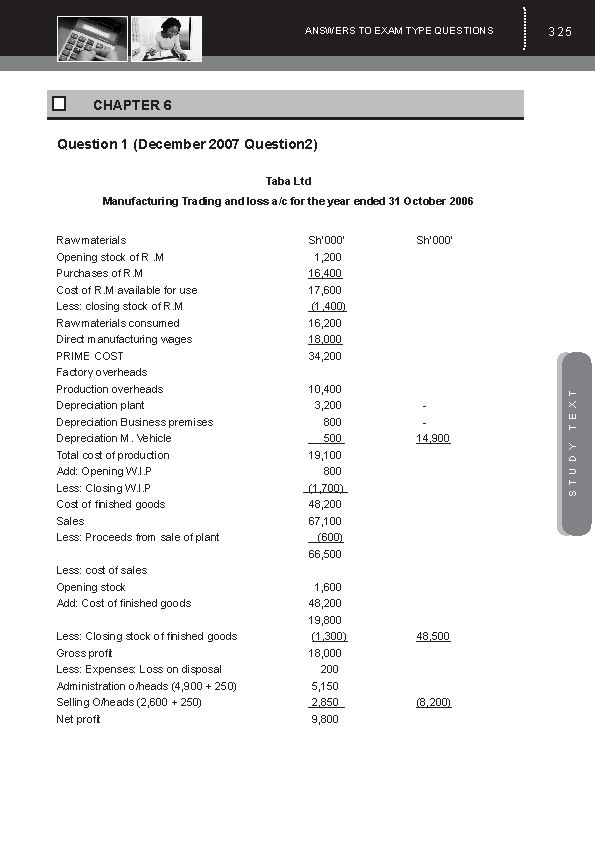 ANSWERS TO EXAM TYPE QUESTIONS 325
CHAPTER 6
Question 1 (December 2007 Question2)
Taba Ltd
Manufacturing Trading and loss a/c for the year ended 31 October 2006
Raw materials Sh'000' Sh'000'
Opening stock of R .M 1,200
Purchases of R.M 16,400
Cost of R.M available for use 17,600
Less: closing stock of R.M (1,400)
Raw materials consumed 16,200
Direct manufacturing wages 18,000
PRIME COST 34,200
Factory overheads
Production overheads 10,400
Depreciation plant 3,200 -
Depreciation Business premises 800 -
Depreciation M . Vehicle 500 14,900
Total cost of production 19,100
Add: Opening W.I.P 800
Less: Closing W.I.P (1,700)
Cost of finished goods 48,200
Sales 67,100
Less: Proceeds from sale of plant (600)
66,500
Less: cost of sales
Opening stock 1,600
Add: Cost of finished goods 48,200
19,800
Less: Closing stock of finished goods (1,300) 48,500
Gross profit 18,000
Less: Expenses: Loss on disposal 200
Administration o/heads (4,900 + 250) 5,150
Selling O/heads (2,600 + 250) 2,850 (8,200)
Net profit 9,800
STUDY TEXT